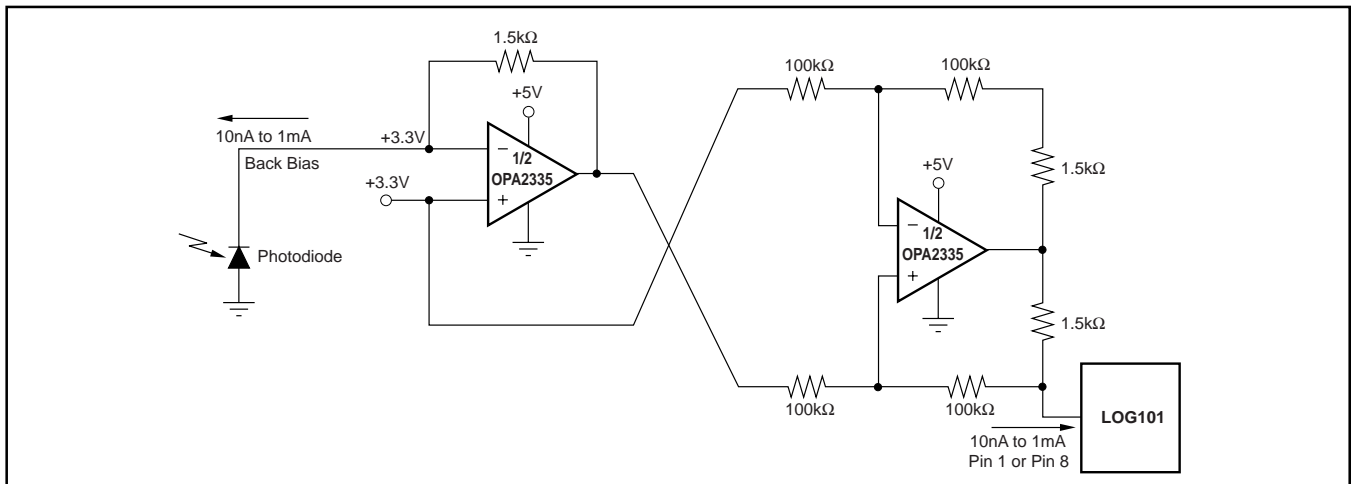 1.5kΩ
+5V
10nA to 1mA
Back Bias
+3.3V
−
1/2
OPA2335
+
+3.3V
Photodiode
100kΩ
100kΩ
1.5kΩ
+5V
−
1/2
OPA2335
+
1.5kΩ
100kΩ
100kΩ
10nA to 1mA
Pin 1 or Pin 8
LOG101